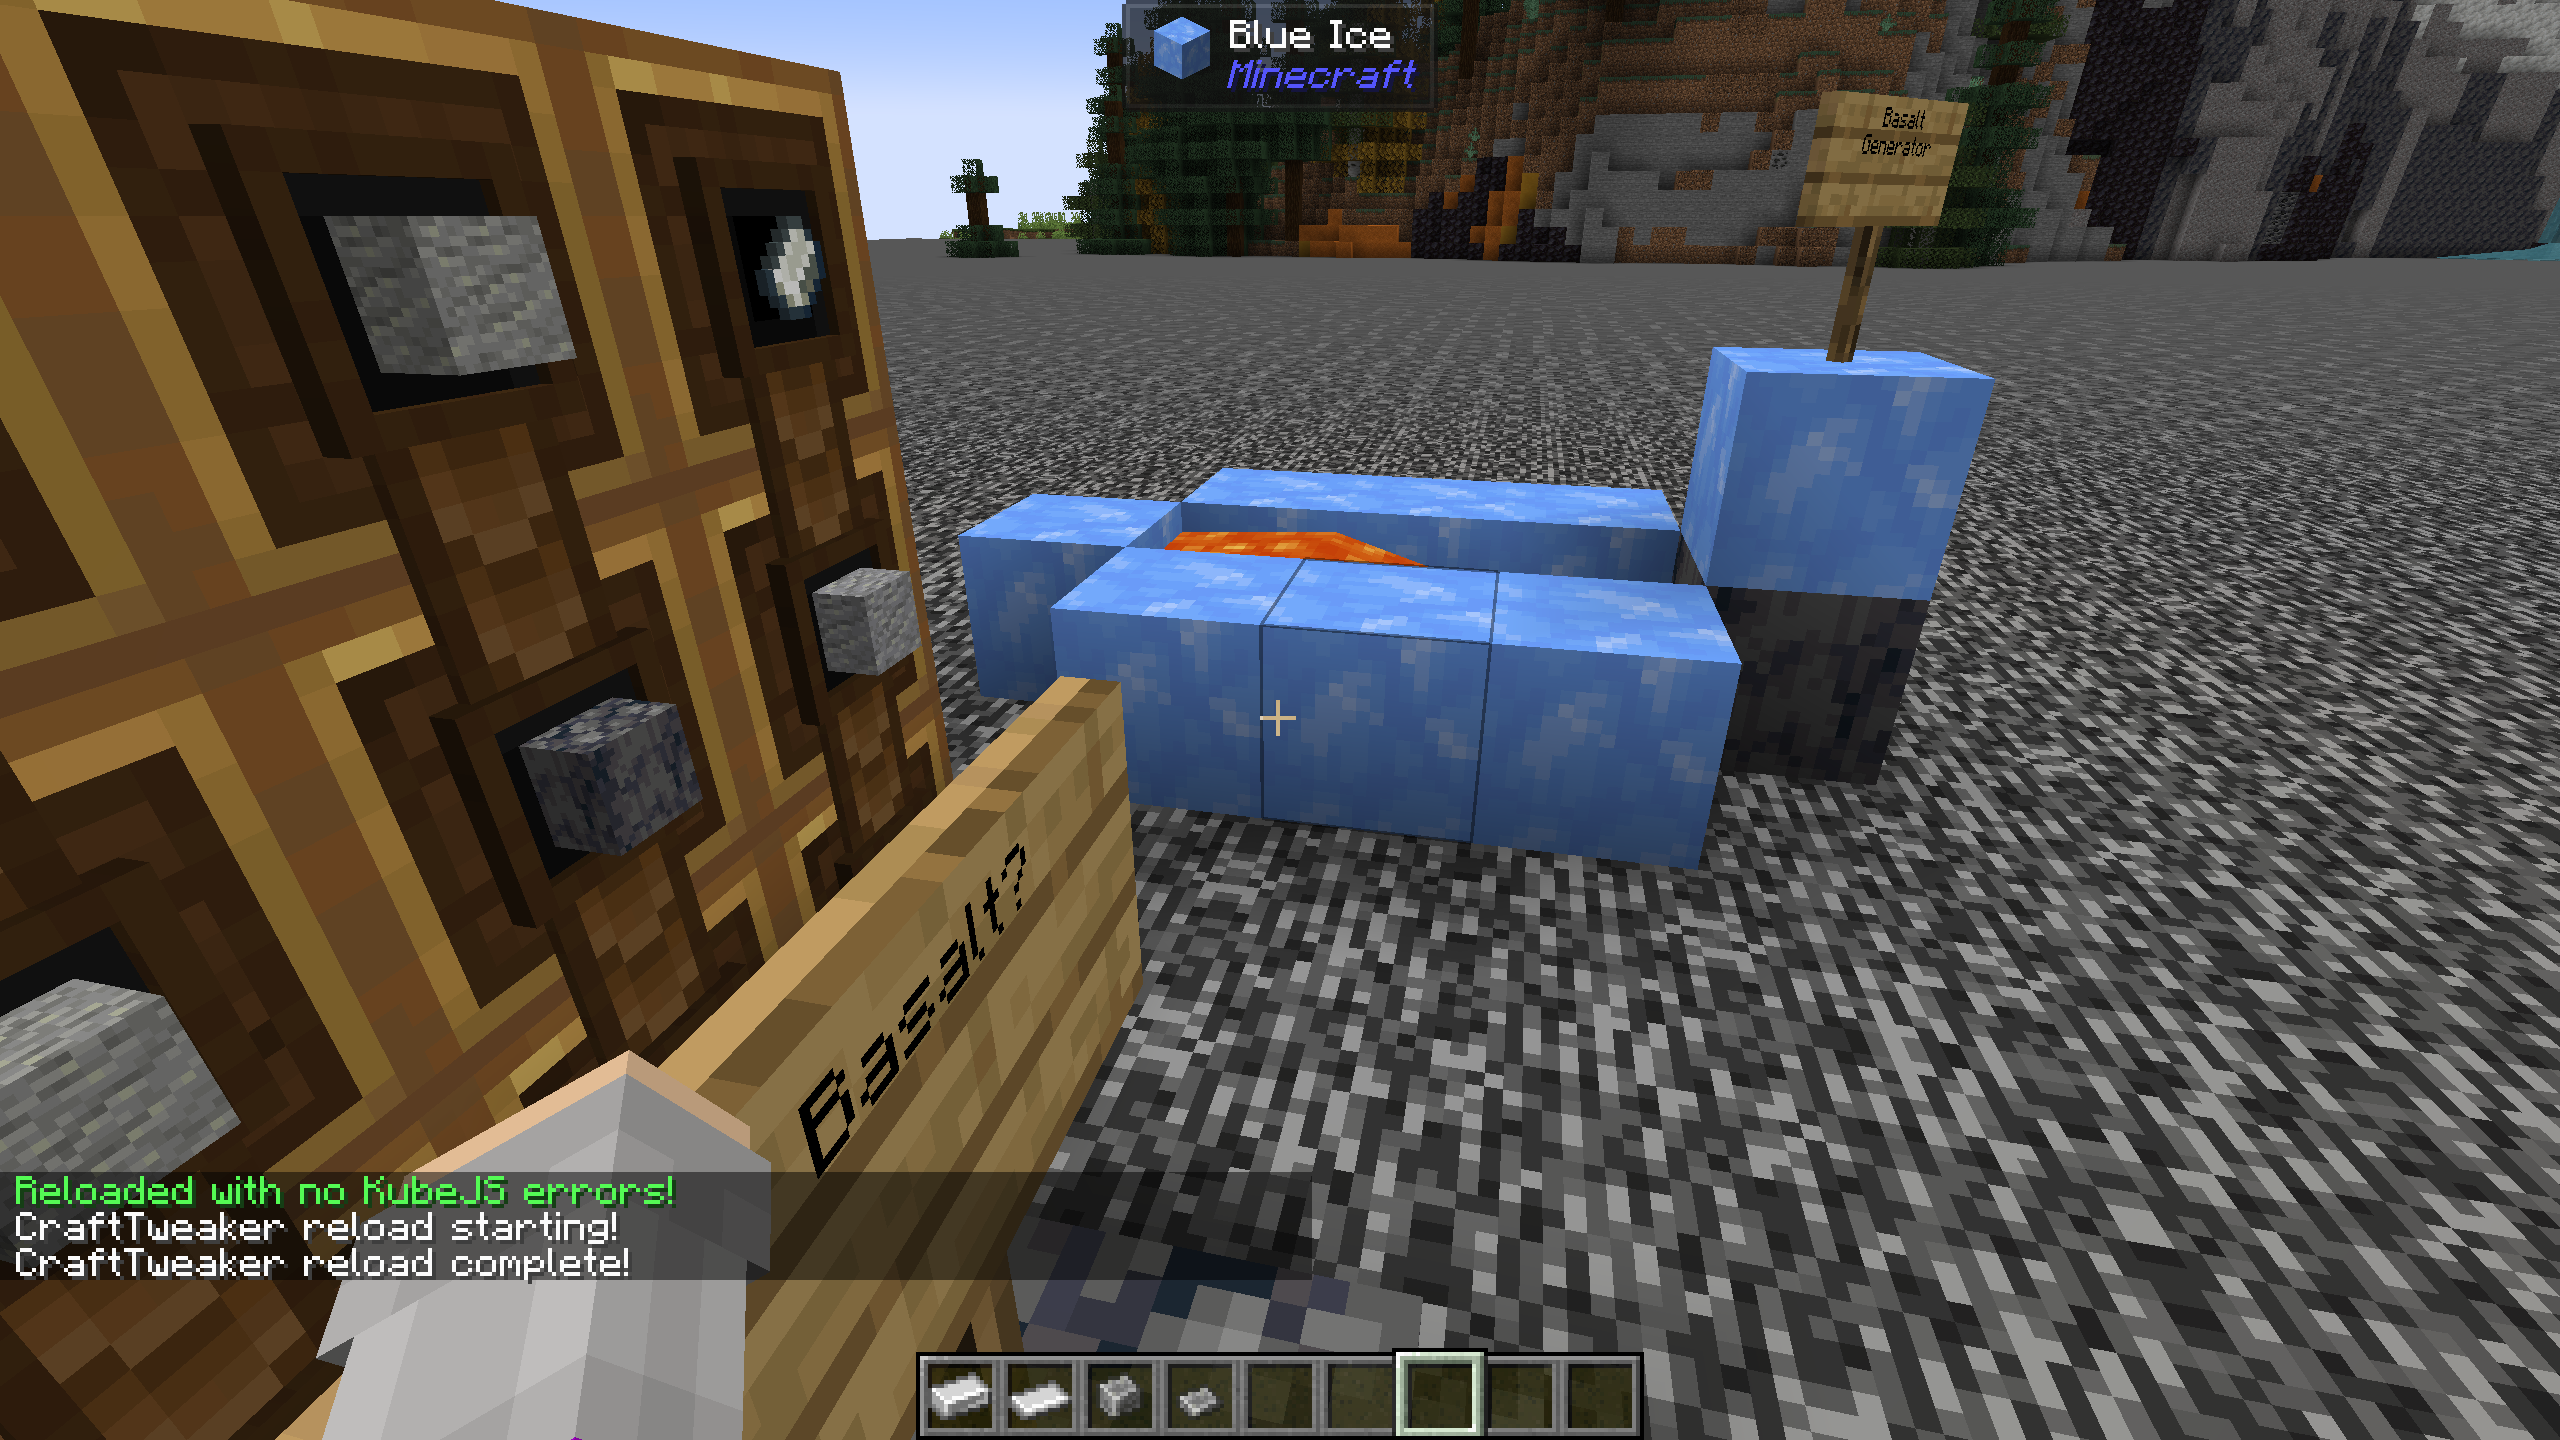 Blue Ice
Minecraft
Basalt
Generator
Basalt?
Reloaded with no KubeJS errors!
CraftTweaker reload starting!
CraftTweaker reload complete!